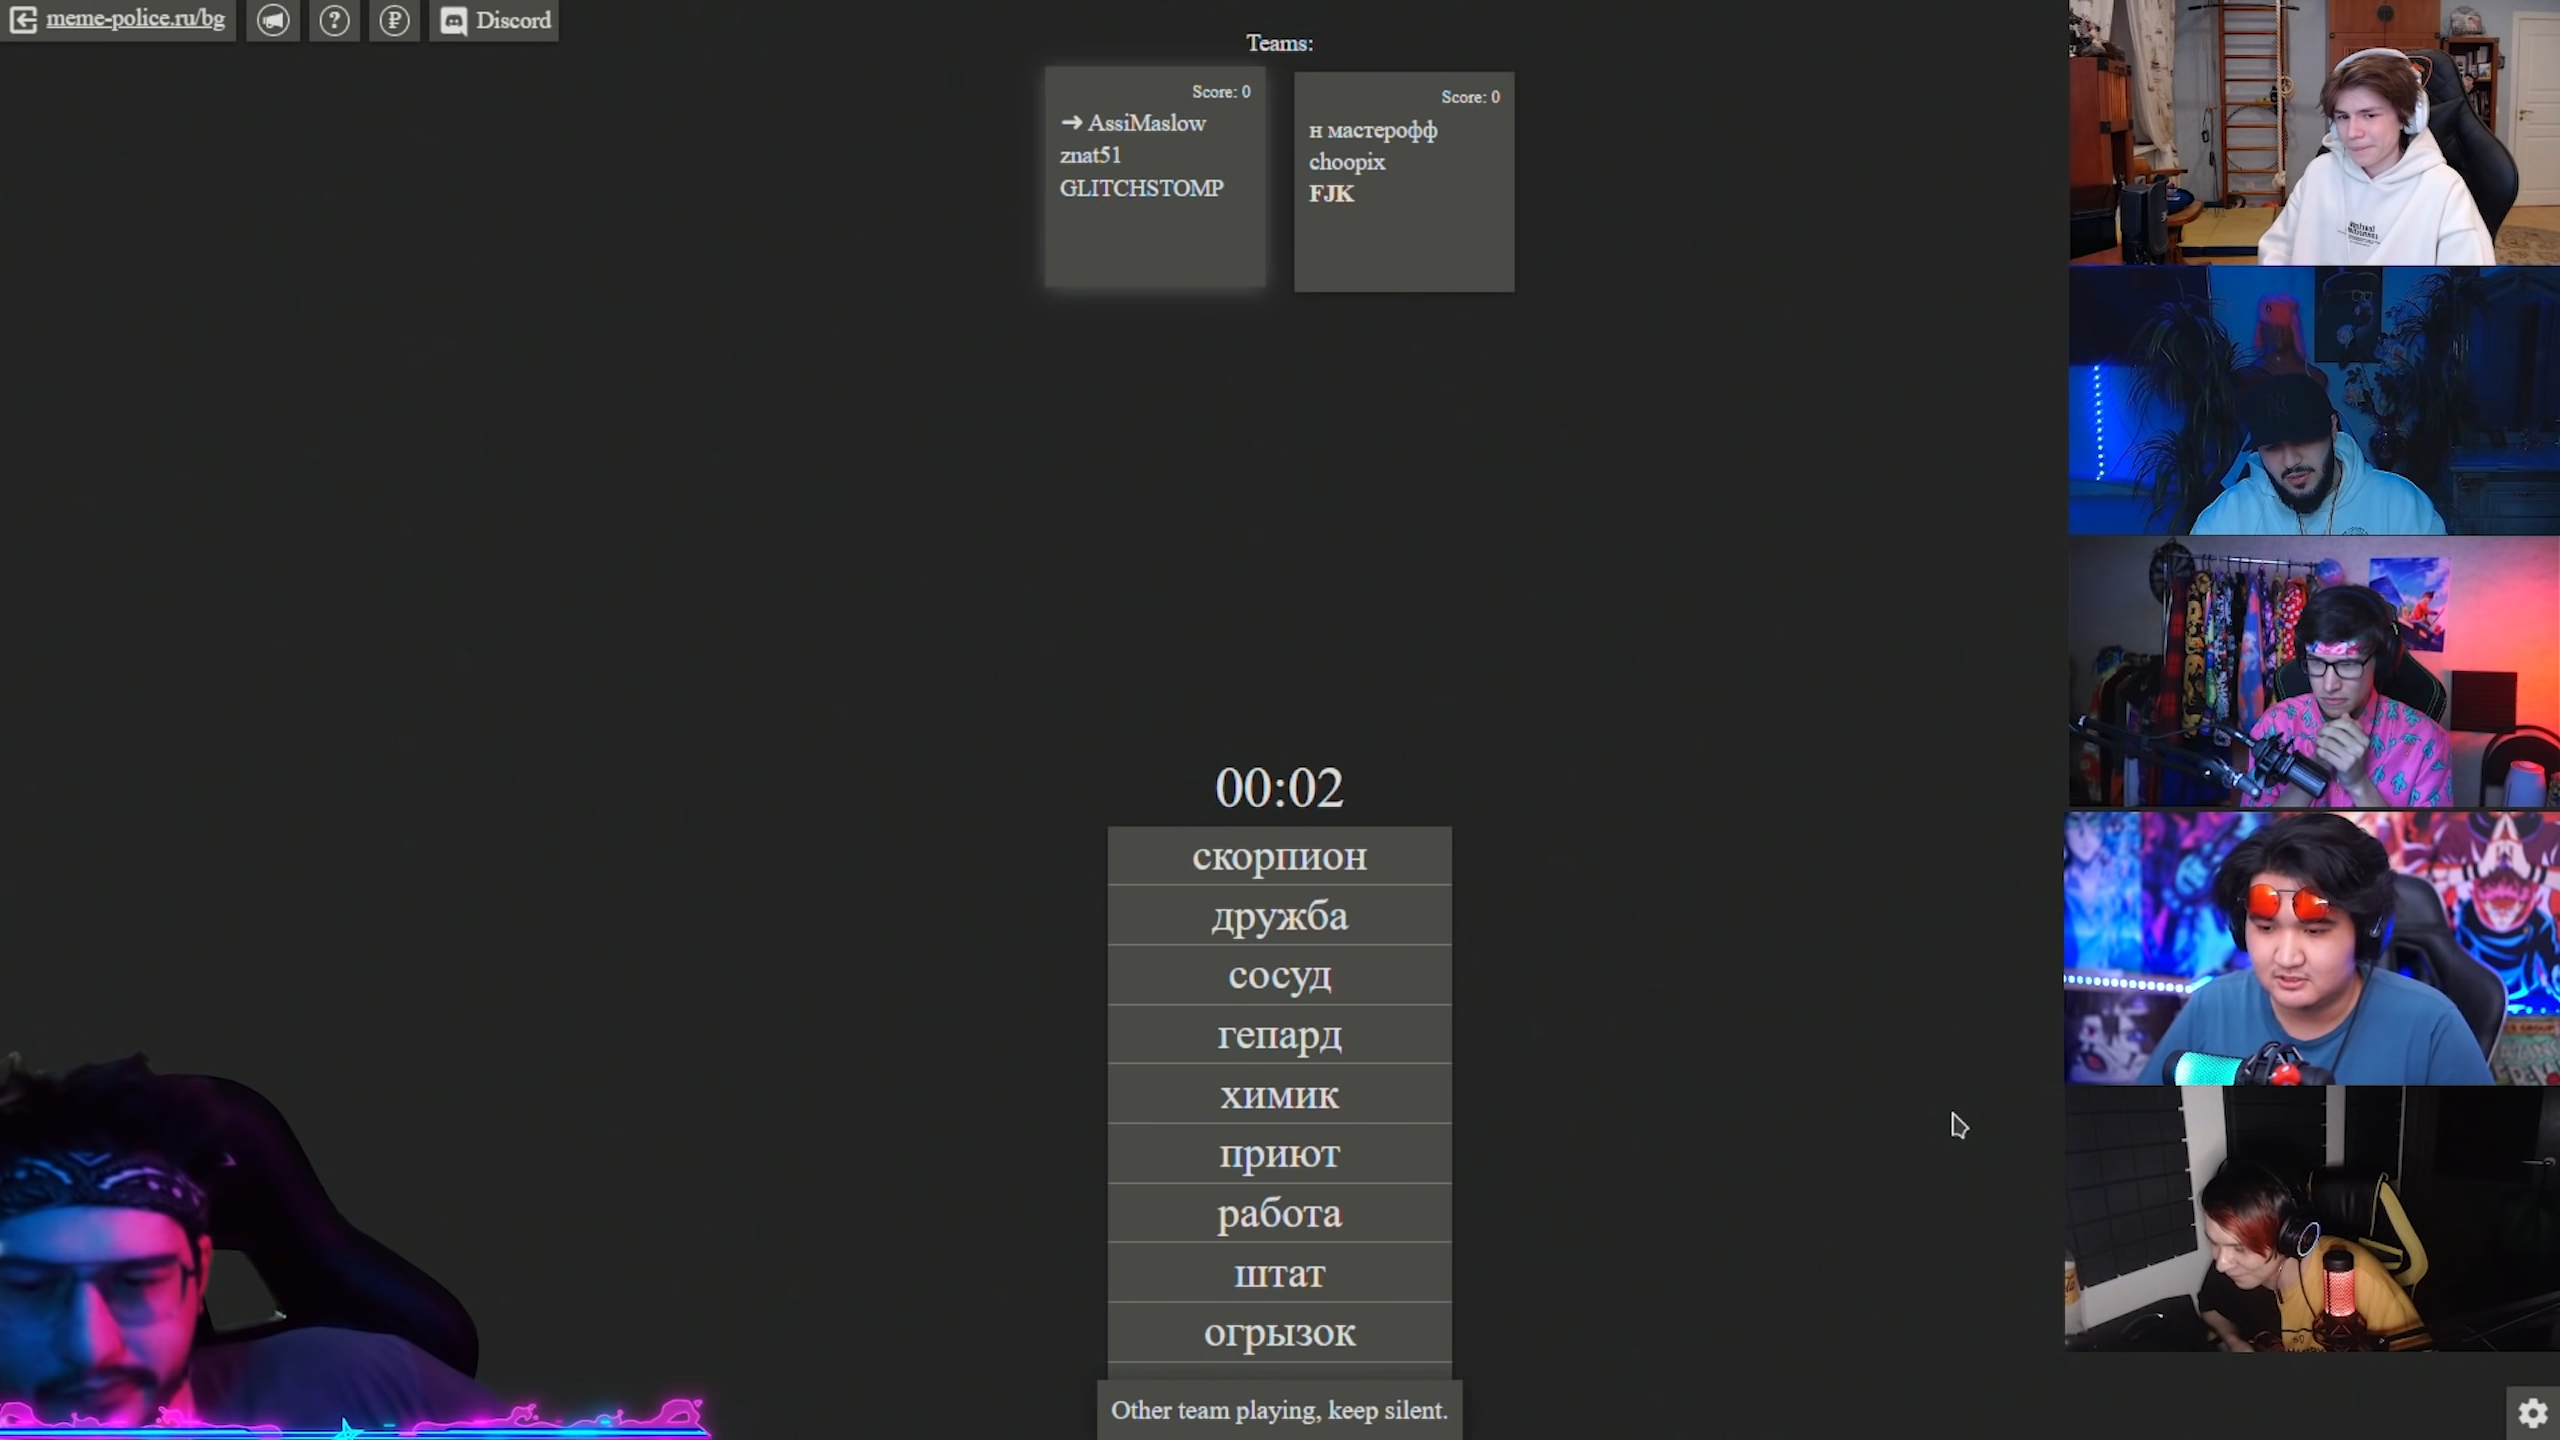 meme-police.ru/bg
Discord
Teams:
Score: 0
AssiMaslow
znat51
GLITCHSTOMP
Score: 0
н мастерофф
choopix
FJK
00:02
скорпион
дружба
сосуд
гепард
химик
приют
работа
штат
огрызок
Other team playing, keep silent.